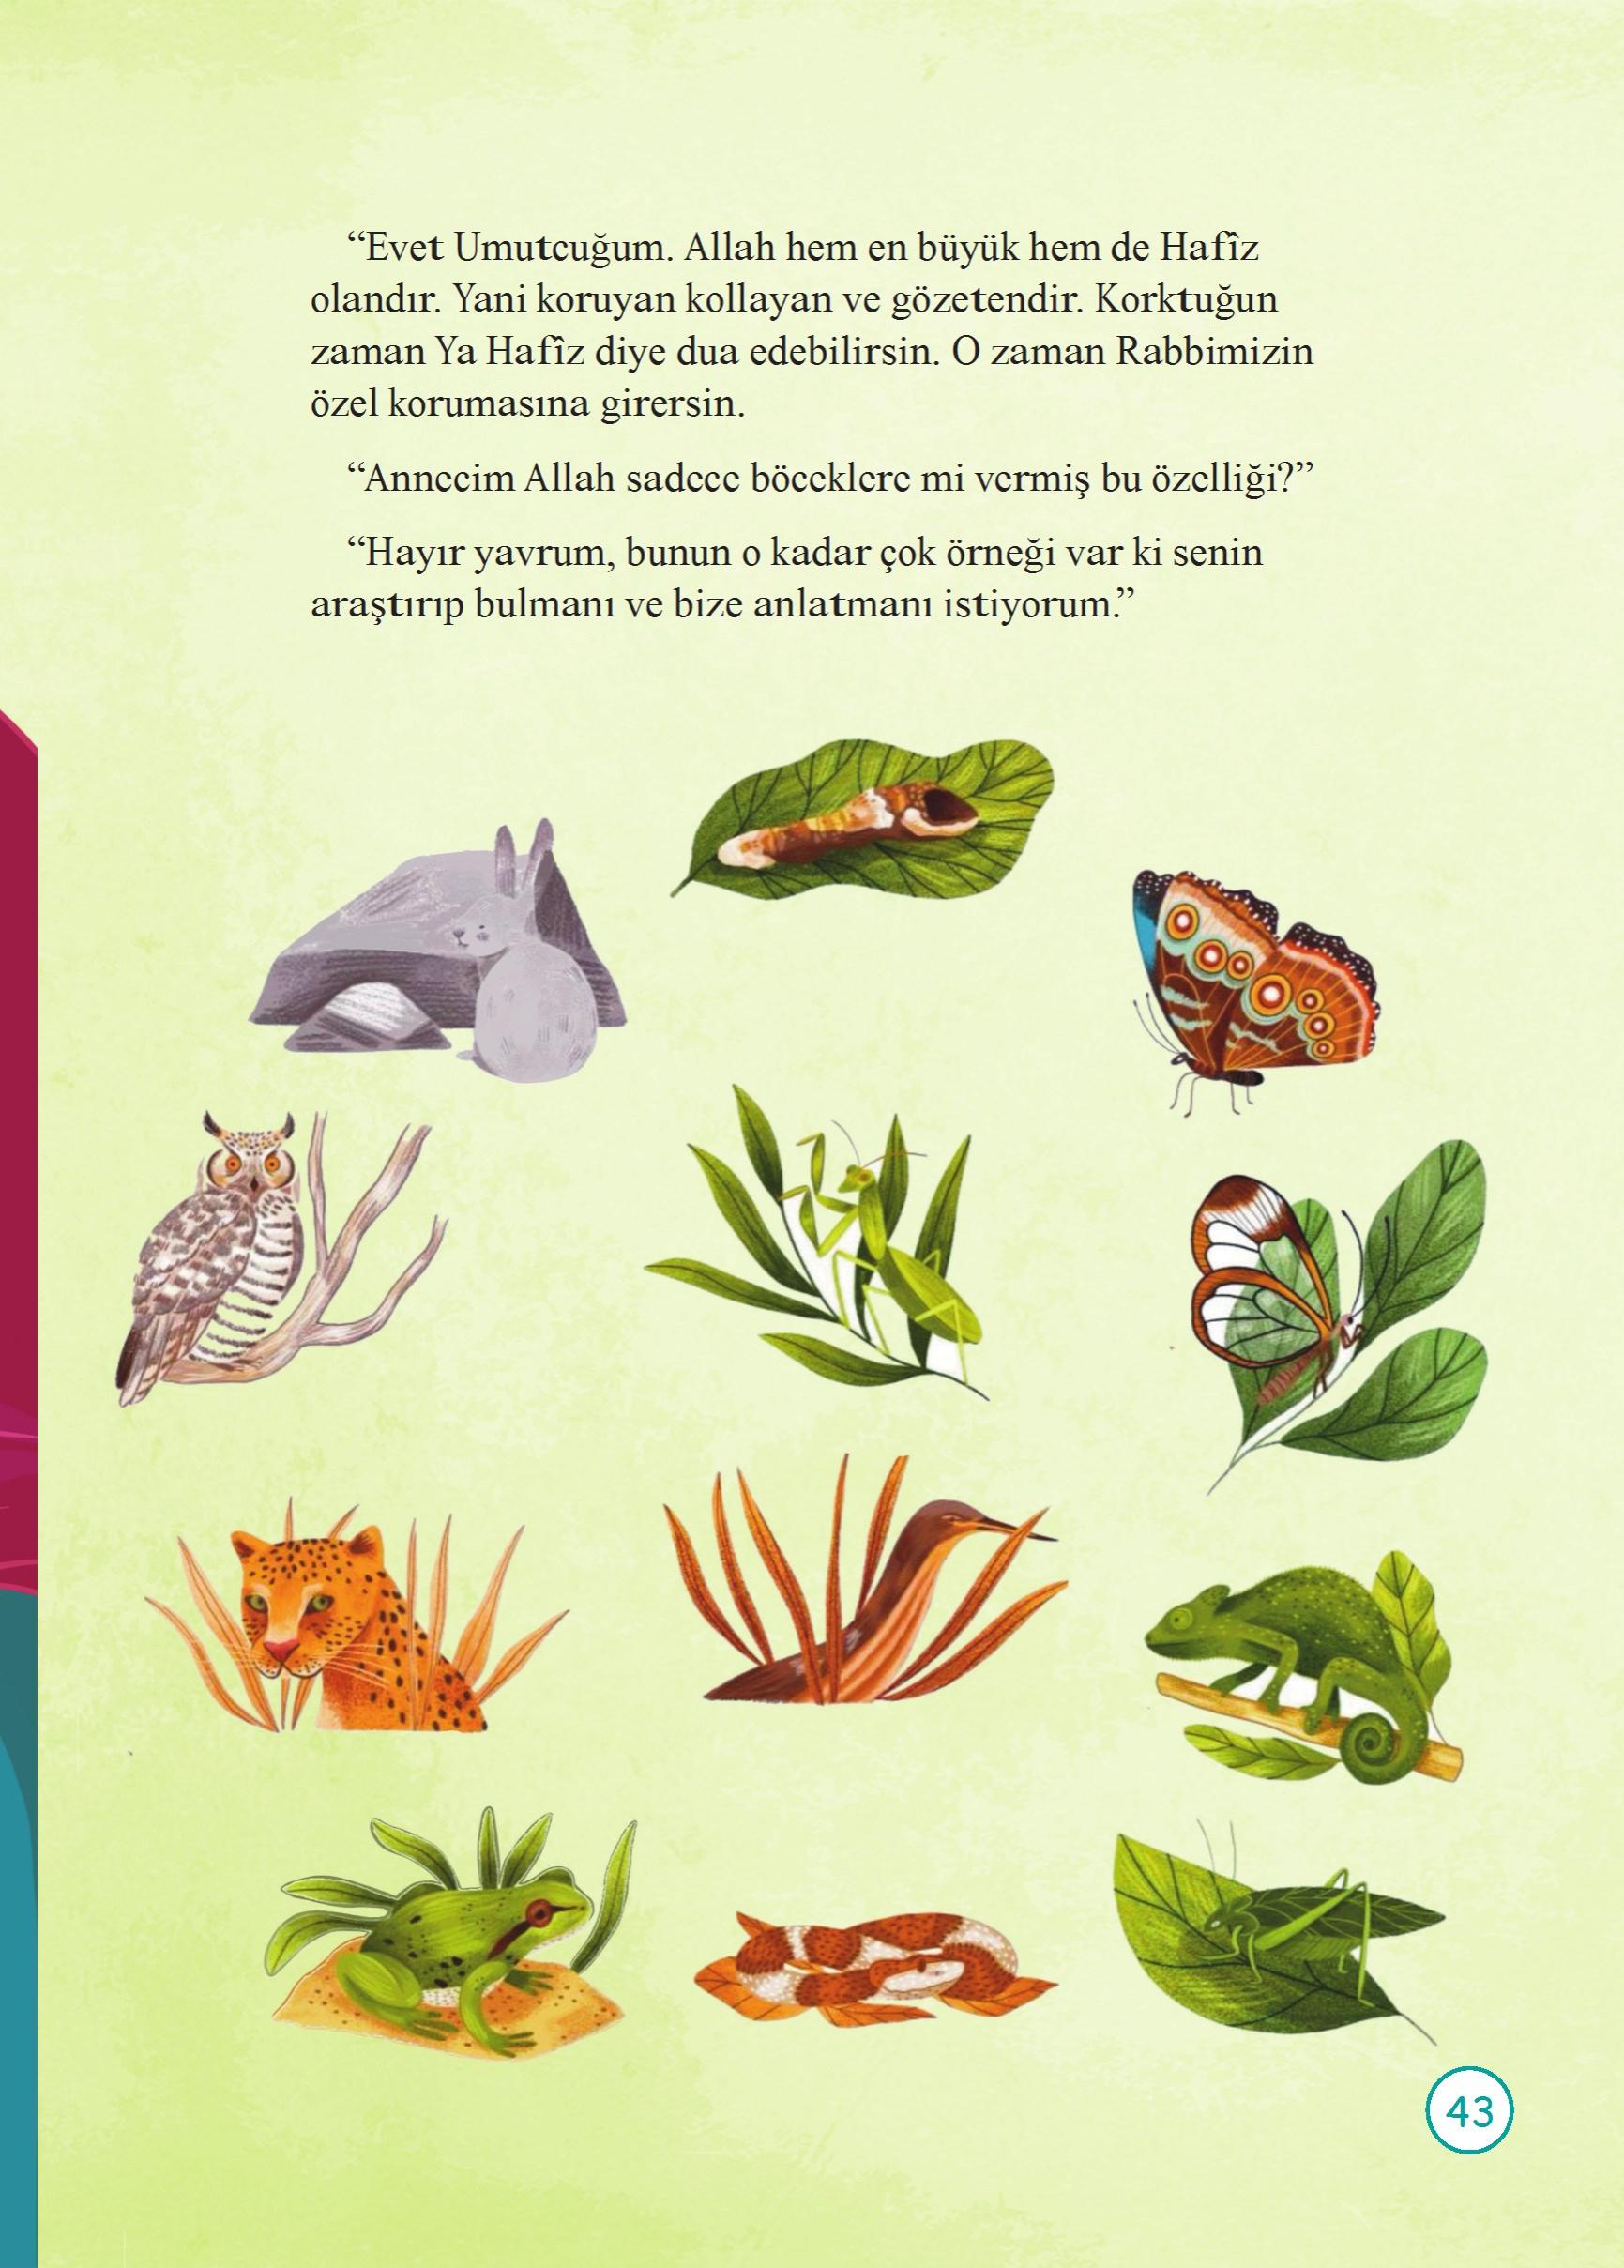 “Evet Umutcuğum. Allah hem en büyük hem de Hafîz
olandır. Yani koruyan kollayan ve gözetendir. Korktuğun
zaman Ya Hafîz diye dua edebilirsin. O zaman Rabbimizin
özel korumasına girersin.
“Annecim Allah sadece böceklere mi vermiş bu özelliği?”
“Hayır yavrum, bunun o kadar çok örneği var ki senin
araştırıp bulmanı ve bize anlatmanı istiyorum.”
43